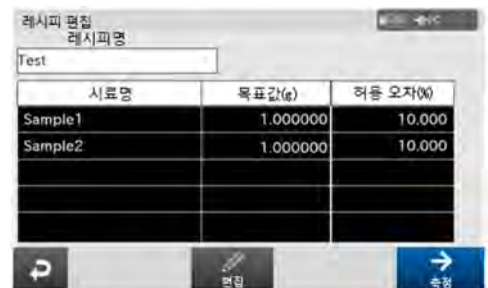 레시피 편집
레시피명
Test
시료명 목표값(g) 허용 오차(%)
Sample1 1.000000 10.000
Sample2 1.000000 10.000
편집 측정